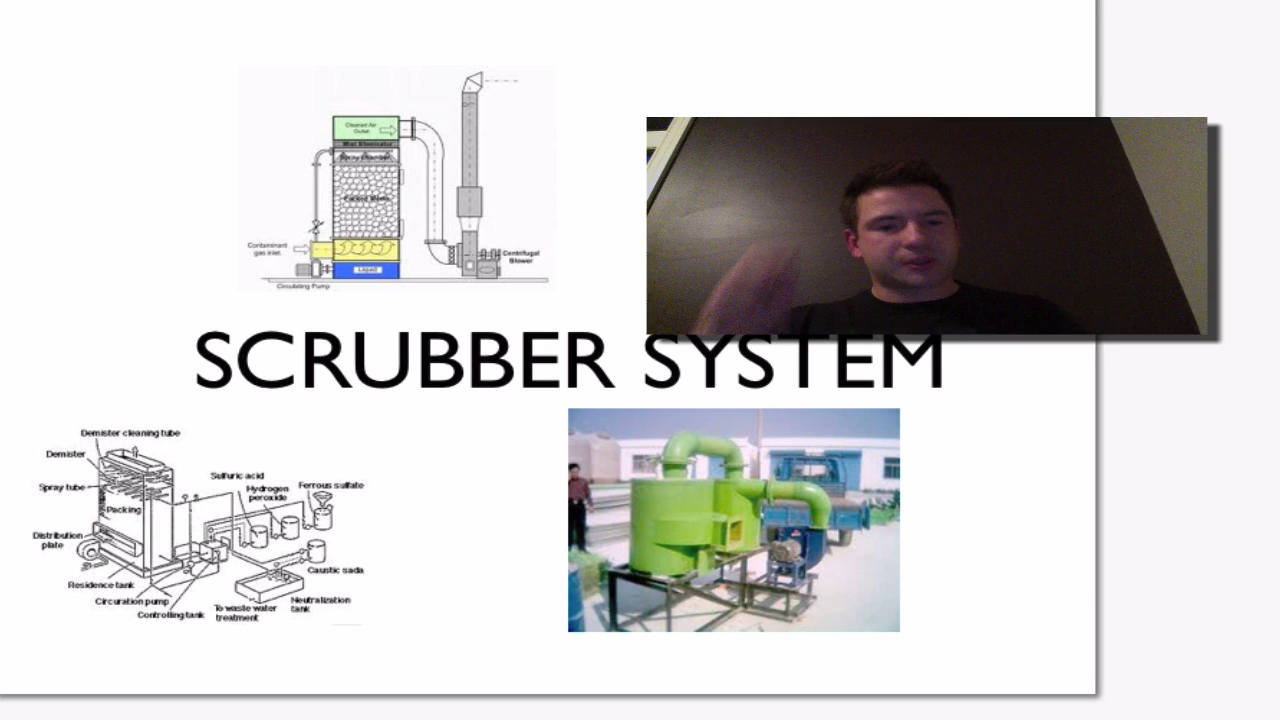 Cleaned Air
Outlet
Mist Eliminator
Spray chamber
Packed Media
Contaminant
gas inlet
Centrifugal
Blower
Liquid
Circulating Pump
SCRUBBER SYSTEM
Demister cleaning tube
Demister
Sulfuric acid
Ferrous sulfate
Hydrogen
peroxide
Spray tube
Packing
Distribution
plate
Caustic sada
Residence tank
Circuration pump
Neutralization
tank
To waste water
treatment
Controlling tank